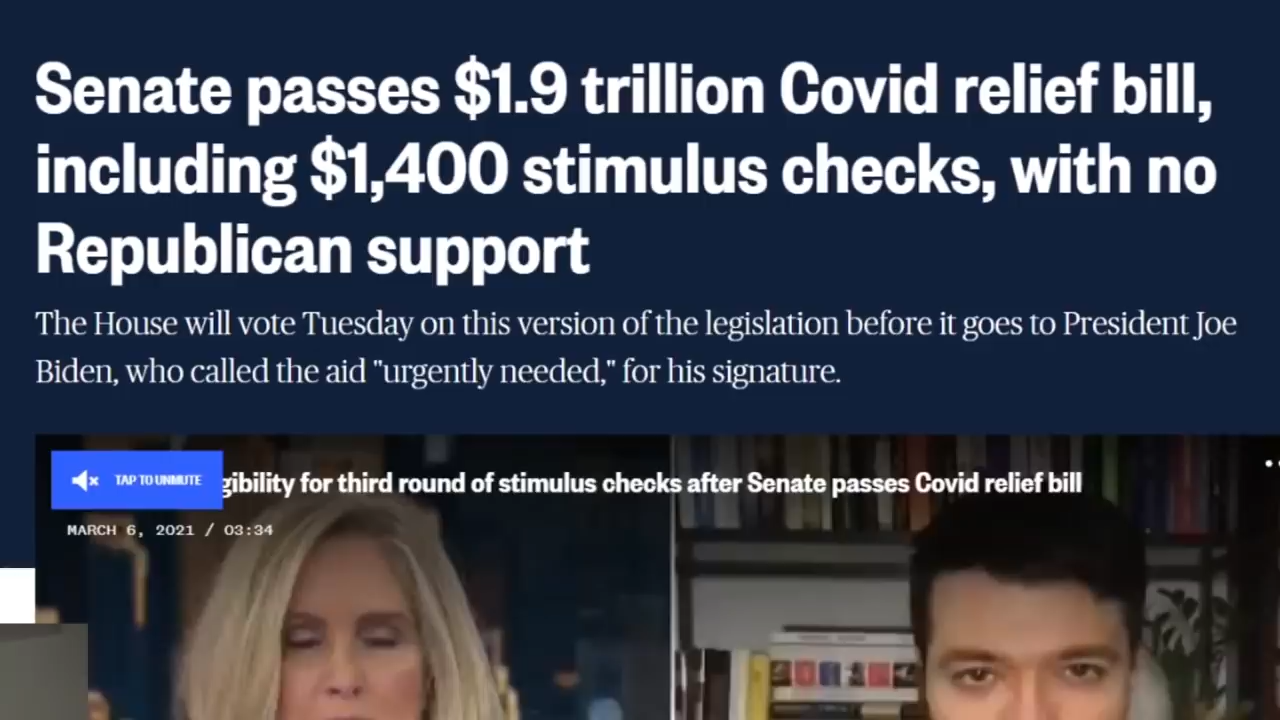 Senate passes $1.9 trillion Covid relief bill,
including $1,400 stimulus checks, with no
Republican support
The House will vote Tuesday on this version of the legislation before it goes to President Joe
Biden, who called the aid "urgently needed," for his signature.
TAP TO UNMUTE gibility for third round of stimulus checks after Senate passes Covid relief bill
MARCH 6, 2021 / 03:34